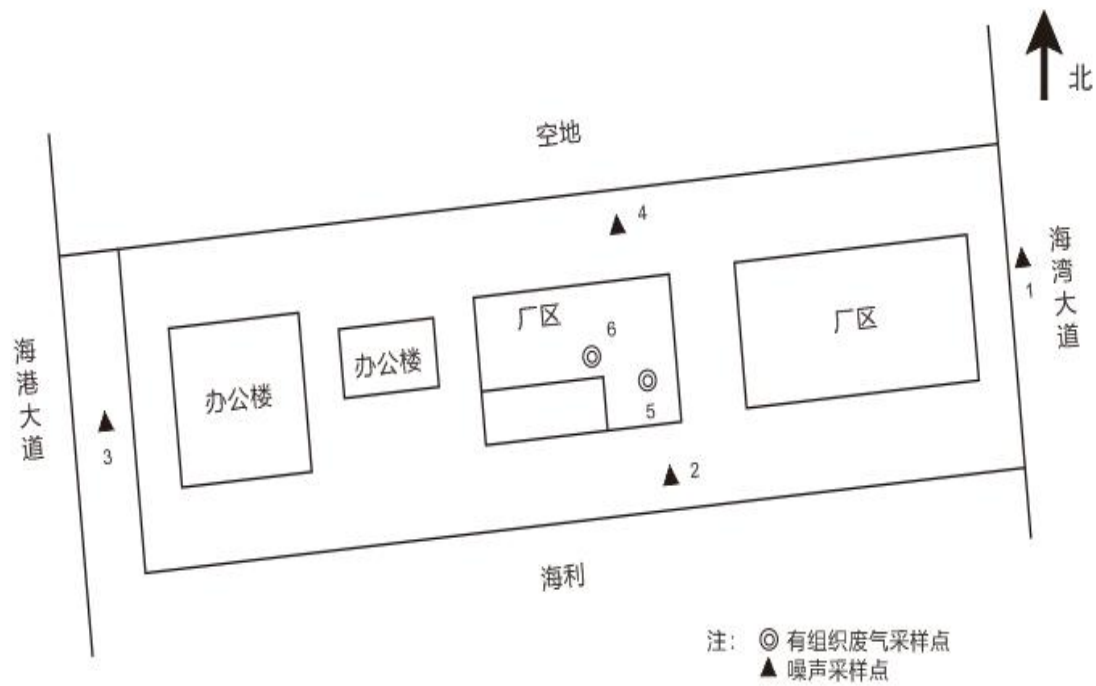 北
空地
4
海湾大道
1
厂区
6
厂区
5
办公楼
办公楼
海港大道
3
2
海利
注： ◎ 有组织废气采样点
▲ 噪声采样点